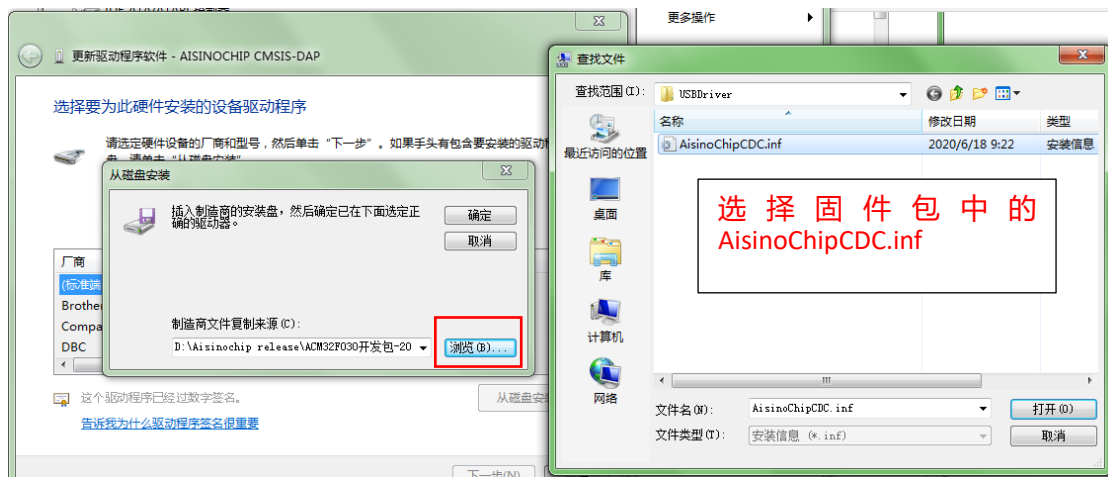 更多操作
更新驱动程序软件 - AISINOCHIP CMSIS-DAP
选择要为此硬件安装的设备驱动程序
请选定硬件设备的厂商和型号，然后单击“下一步”。如果手头有包含要安装的驱动
从磁盘安装
插入制造商的安装盘，然后确定已在下面选定正
确的驱动器。
确定
取消
厂商
(标准端
Brothe
Compa
DBC
制造商文件复制来源(C):
D:\Aisinochip release\ACM32F030开发包-20
浏览(B)...
这个驱动程序已经过数字签名。
告诉我为什么驱动程序签名很重要
从磁盘安
下一步(N)
查找文件
查找范围(I):
USBDriver
名称
修改日期
类型
AisinoChipCDC.inf
2020/6/18 9:22
安装信息
最近访问的位置
桌面
库
计算机
网络
选择固件包中的
AisinoChipCDC.inf
文件名(N):
AisinoChipCDC.inf
打开(O)
文件类型(T):
安装信息 (*.inf)
取消